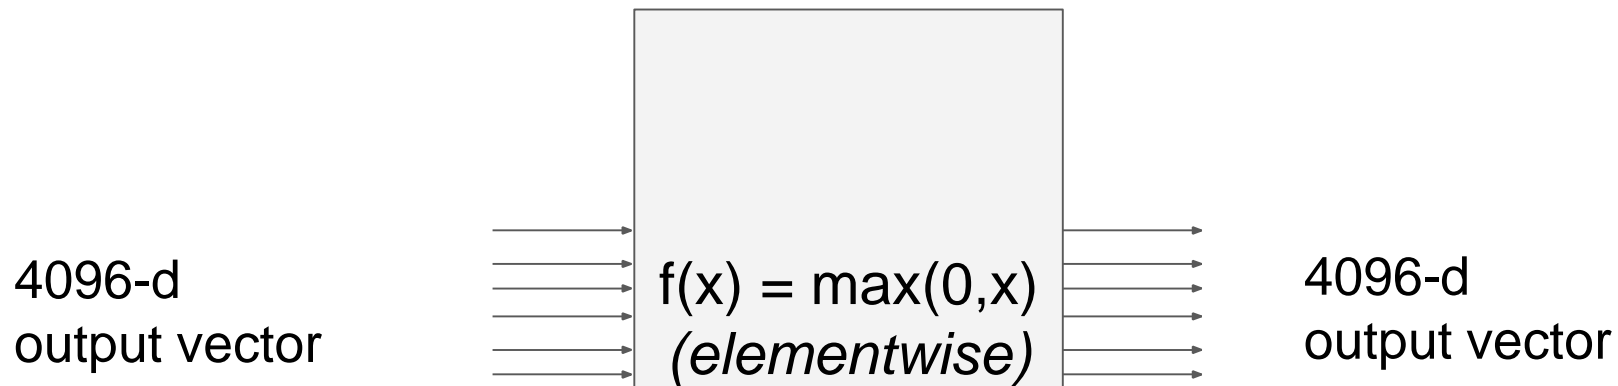 4096-d
output vector
f(x) = max(0,x)
(elementwise)
4096-d
output vector